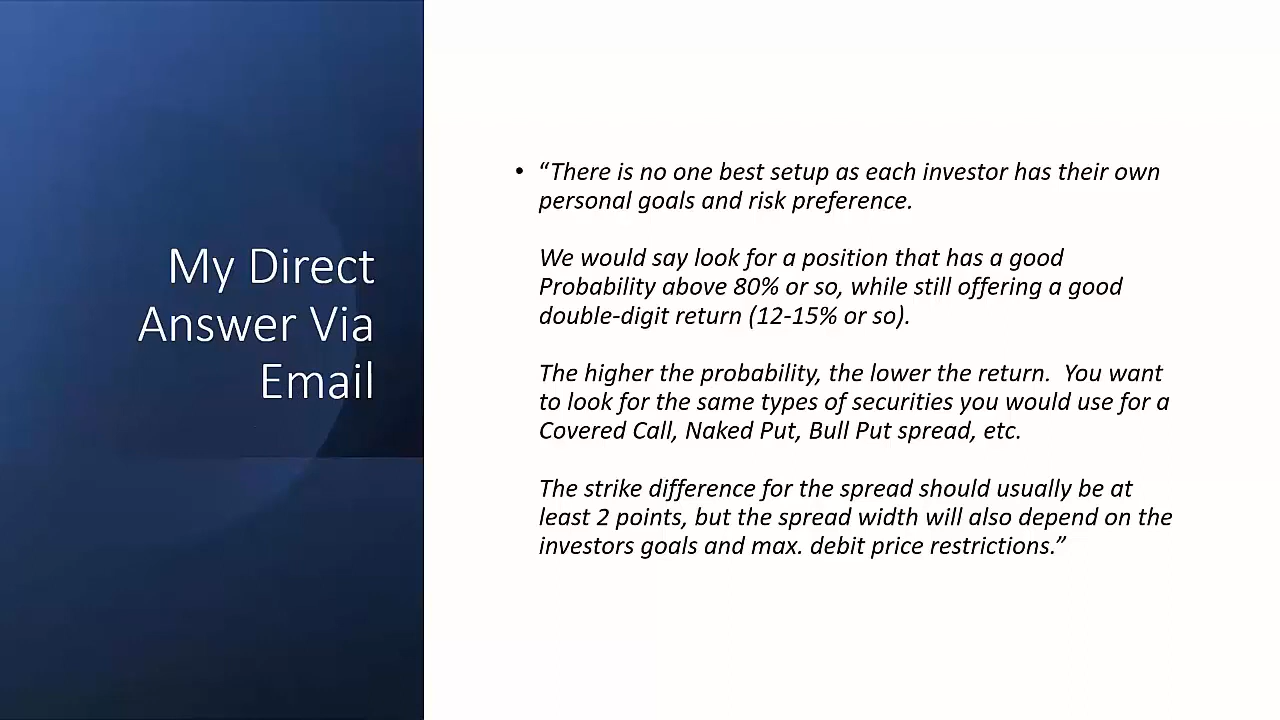 My Direct
Answer Via
Email
• “There is no one best setup as each investor has their own
personal goals and risk preference.
We would say look for a position that has a good
Probability above 80% or so, while still offering a good
double-digit return (12-15% or so).
The higher the probability, the lower the return.  You want
to look for the same types of securities you would use for a
Covered Call, Naked Put, Bull Put spread, etc.
The strike difference for the spread should usually be at
least 2 points, but the spread width will also depend on the
investors goals and max. debit price restrictions.”